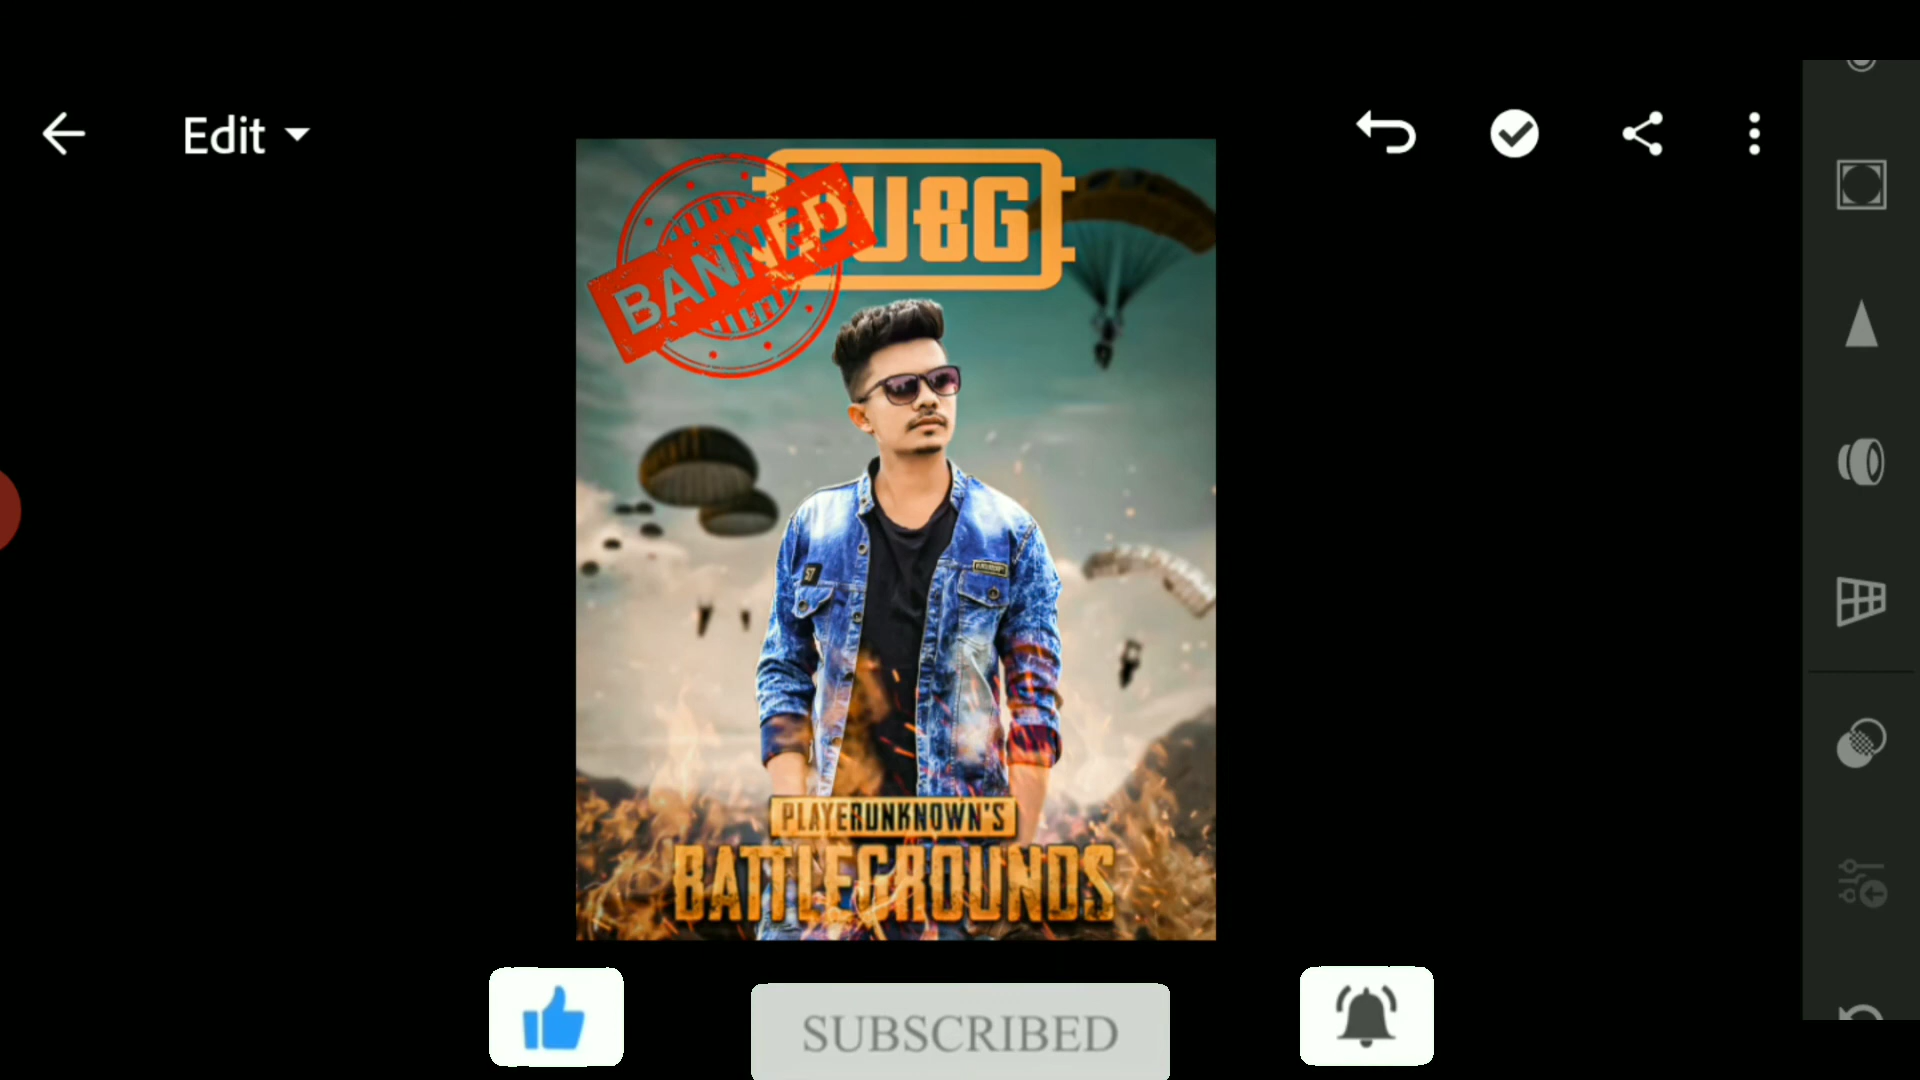 Edit
PUBG
BANNED
PLAYERUNKNOWN'S
BATTLEGROUNDS
SUBSCRIBED